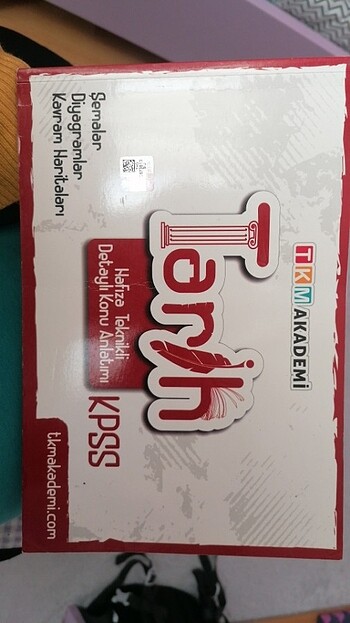 TKM AKADEMİ
Tarih
Hafıza Teknikli
Detaylı Konu Anlatımı
KPSS
Şemalar
Diyagramlar
Kavram Haritaları
tkmakademi.com